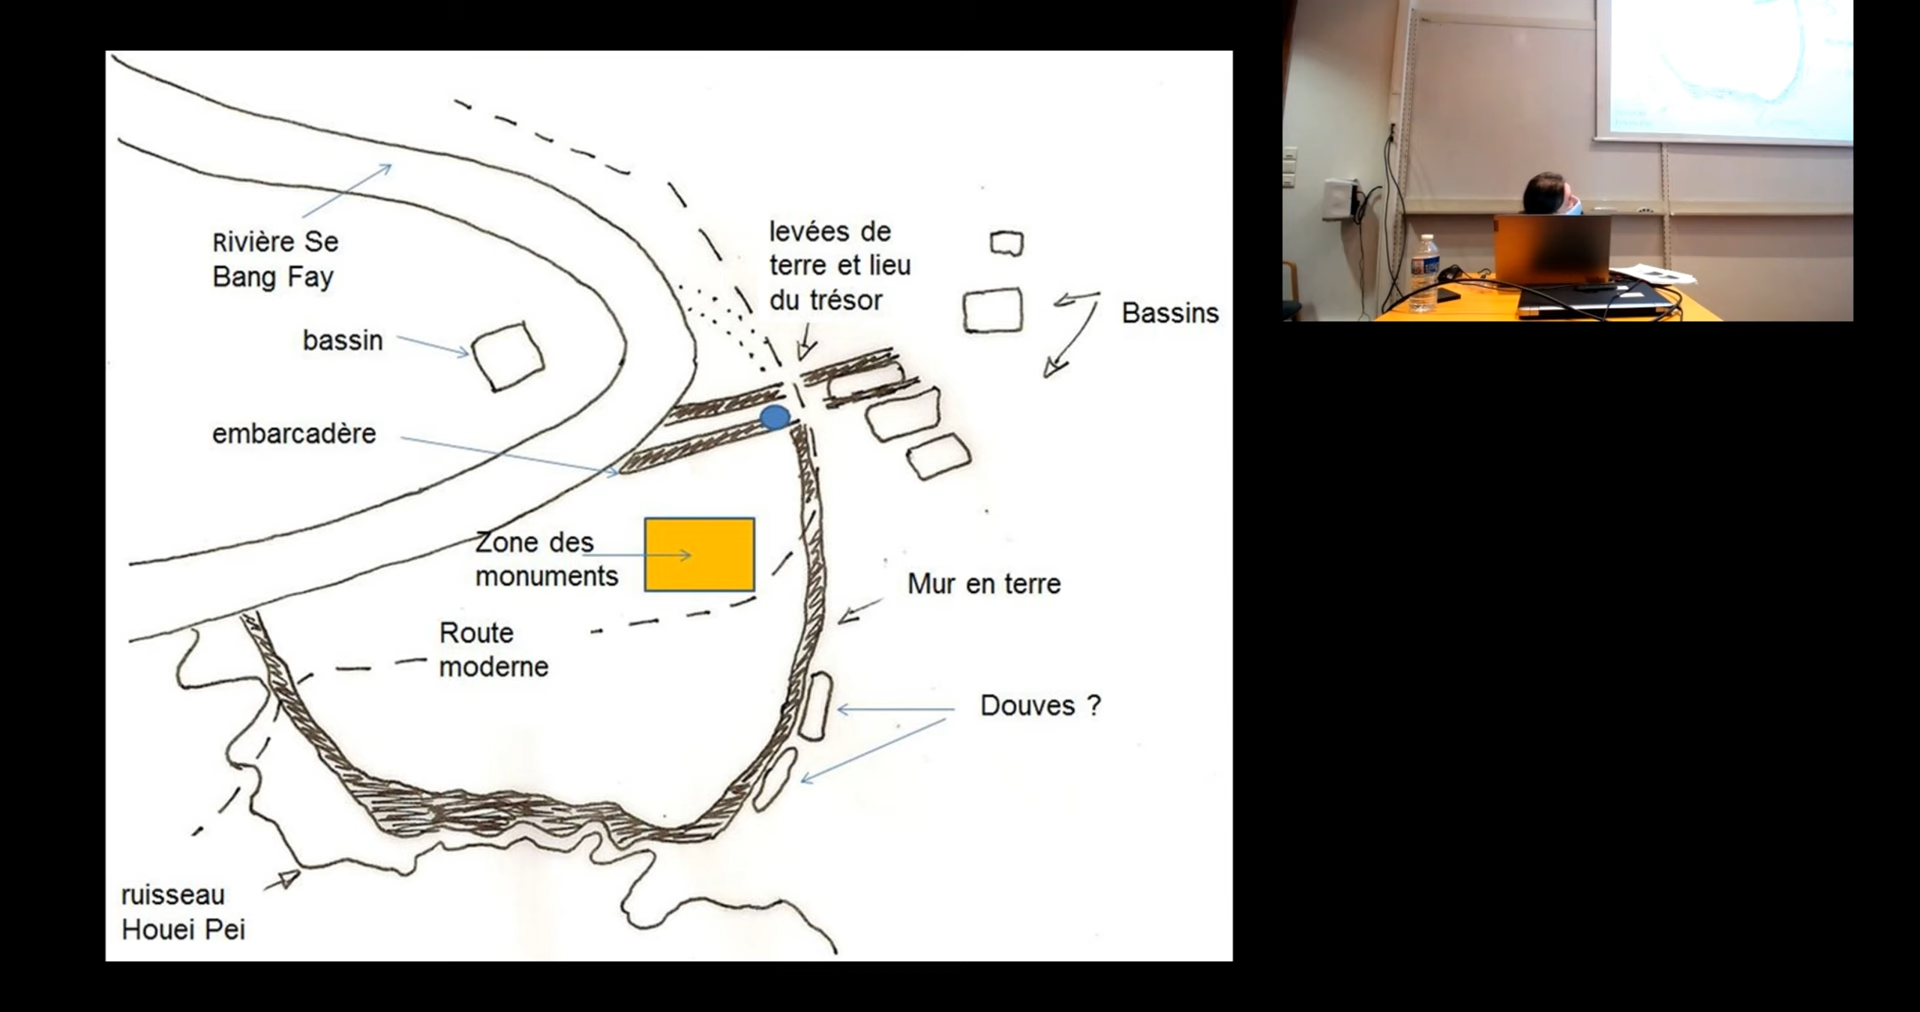 Rivière Se
Bang Fay
levées de
terre et lieu
du trésor
Bassins
bassin
embarcadère
Zone des
monuments
Mur en terre
Route
moderne
Douves ?
ruisseau
Houei Pei